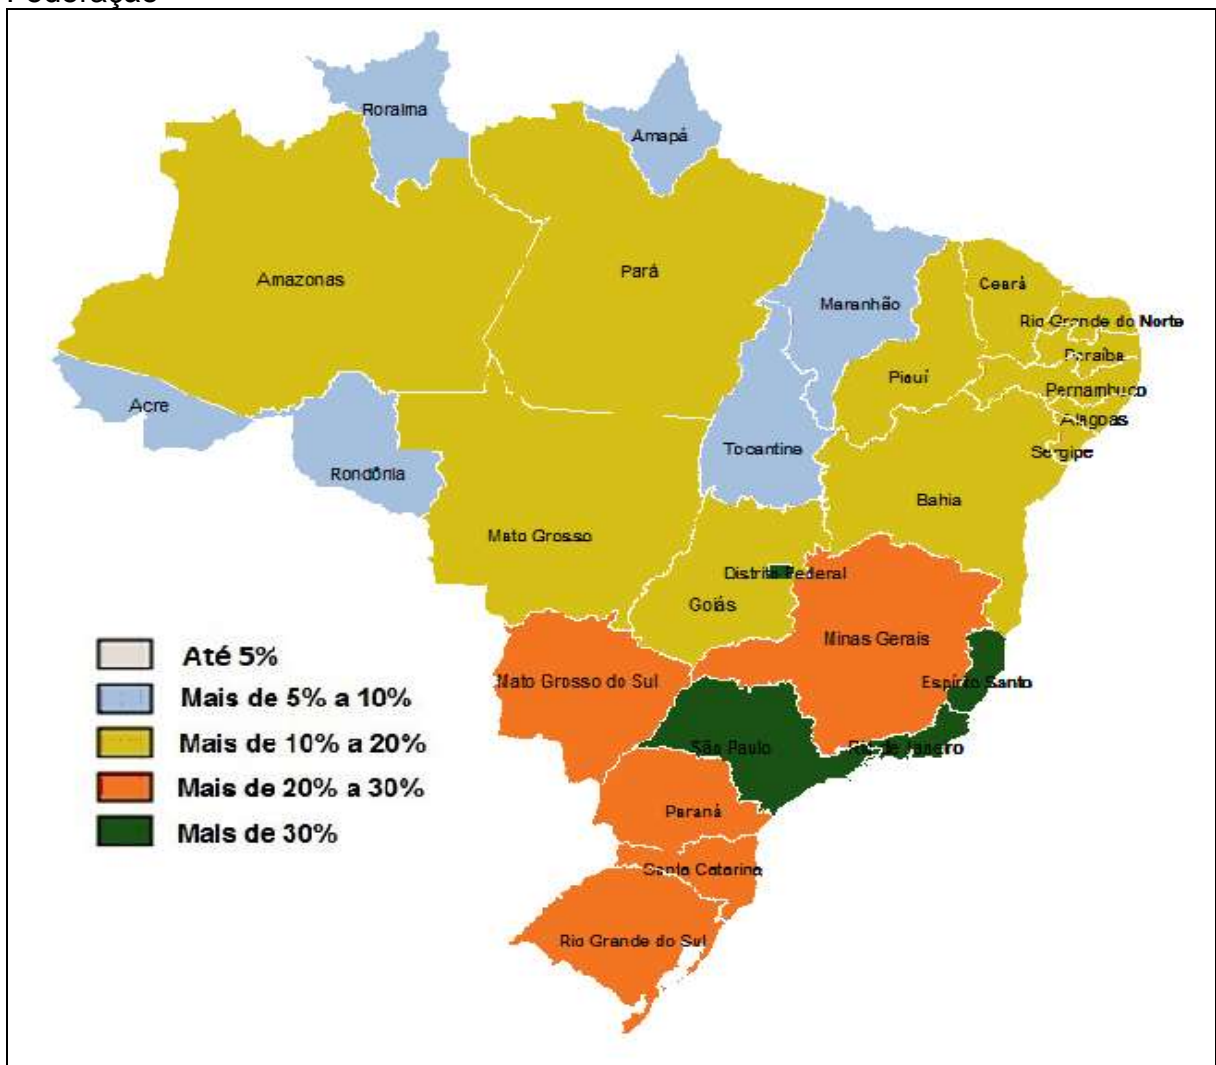 Federação
Roraima
Amapá
Amazonas
Pará
Maranhão
Ceará
Rio Grande do Norte
Paraíba
Piauí
Pernambuco
Alagoas
Sergipe
Acre
Rondônia
Tocantins
Bahia
Mato Grosso
Distrito Federal
Goiás
Minas Gerais
Espírito Santo
Mato Grosso do Sul
São Paulo
Rio de Janeiro
Paraná
Santa Catarina
Rio Grande do Sul
Até 5%
Mais de 5% a 10%
Mais de 10% a 20%
Mais de 20% a 30%
Mais de 30%